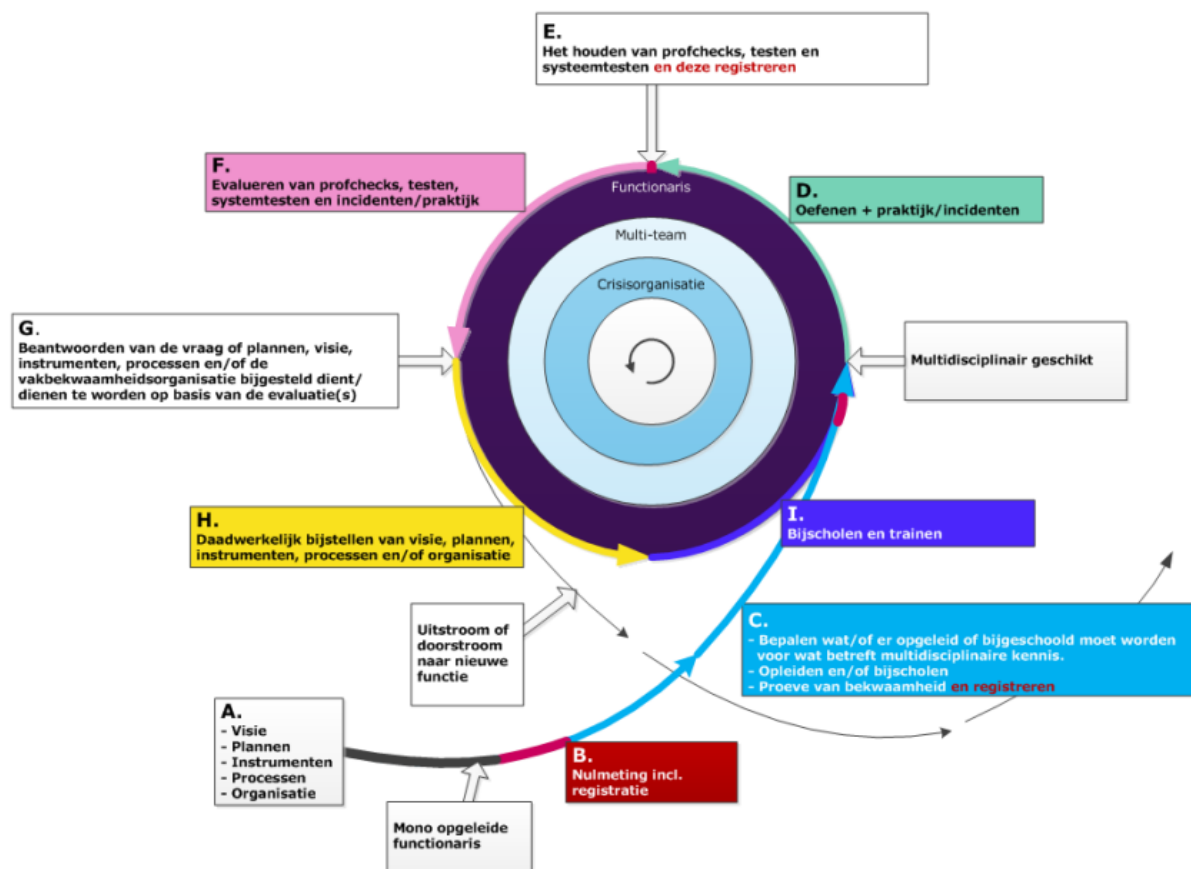 E.
Het houden van profchecks, testen en
systeemtesten en deze registreren
F.
Evalueren van profchecks, testen,
systemtesten en incidenten/praktijk
Functionaris
D.
Oefenen + praktijk/incidenten
Multi-team
Crisisorganisatie
G.
Beantwoorden van de vraag of plannen, visie,
instrumenten, processen en/of de
vakbekwaamheidsorganisatie bijgesteld dient/
dienen te worden op basis van de evaluatie(s)
Multidisciplinair geschikt
H.
Daadwerkelijk bijstellen van visie, plannen,
instrumenten, processen en/of organisatie
I.
Bijscholen en trainen
Uitstroom of
doorstroom
naar nieuwe
functie
C.
- Bepalen wat/of er opgeleid of bijgeschoold moet worden
voor wat betreft multidisciplinaire kennis.
- Opleiden en/of bijscholen
- Proeve van bekwaamheid en registreren
A.
- Visie
- Plannen
- Instrumenten
- Processen
- Organisatie
B.
Nulmeting incl.
registratie
Mono opgeleide
functionaris